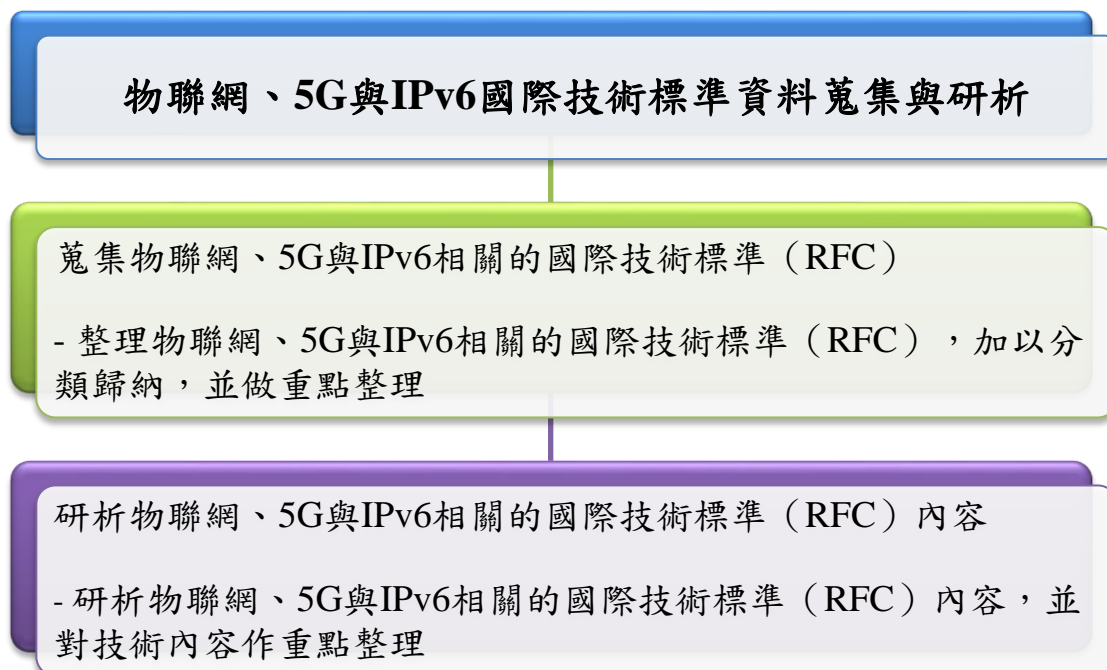 物聯網、5G與IPv6國際技術標準資料蒐集與研析
蒐集物聯網、5G與IPv6相關的國際技術標準（RFC）
- 整理物聯網、5G與IPv6相關的國際技術標準（RFC），加以分
類歸納，並做重點整理
研析物聯網、5G與IPv6相關的國際技術標準（RFC）內容
- 研析物聯網、5G與IPv6相關的國際技術標準（RFC）內容，並
對技術內容作重點整理